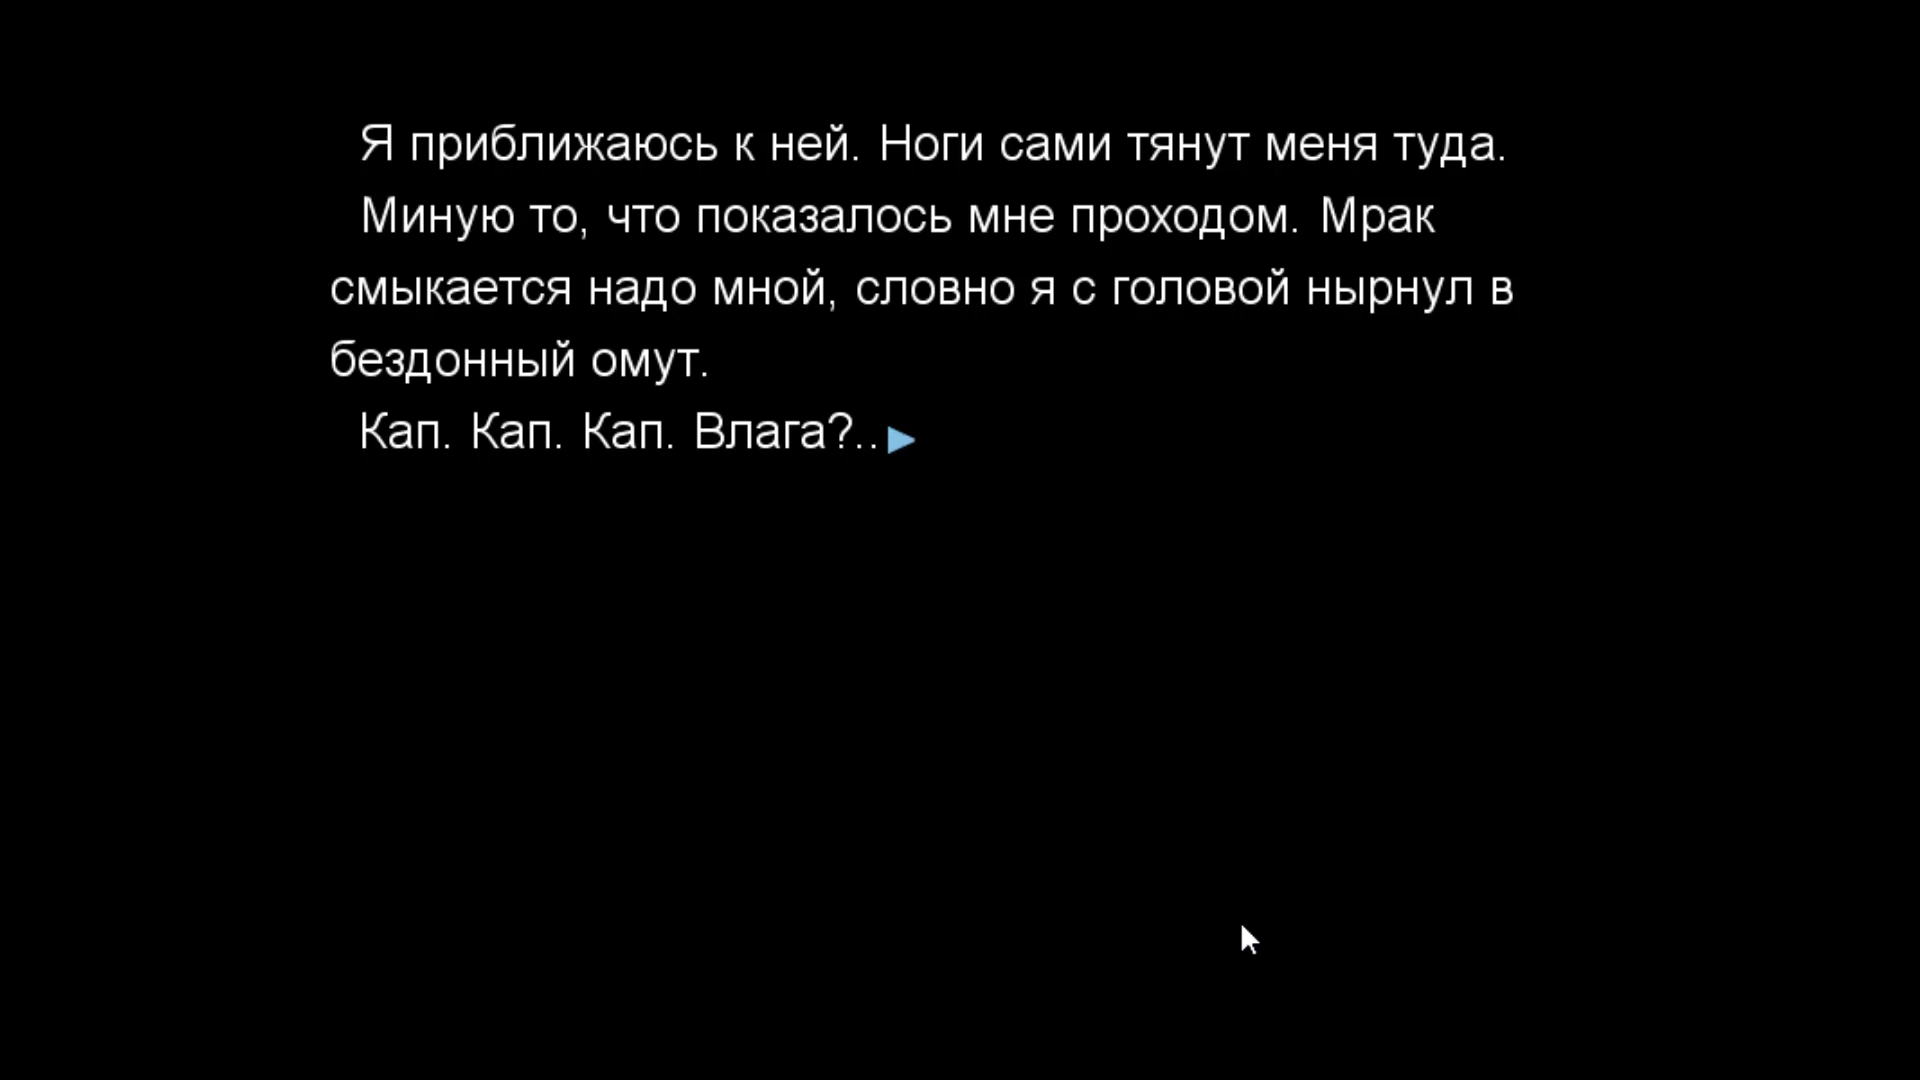 Я приближаюсь к ней. Ноги сами тянут меня туда.
Миную то, что показалось мне проходом. Мрак
смыкается надо мной, словно я с головой нырнул в
бездонный омут.
Кап. Кап. Кап. Влага?..